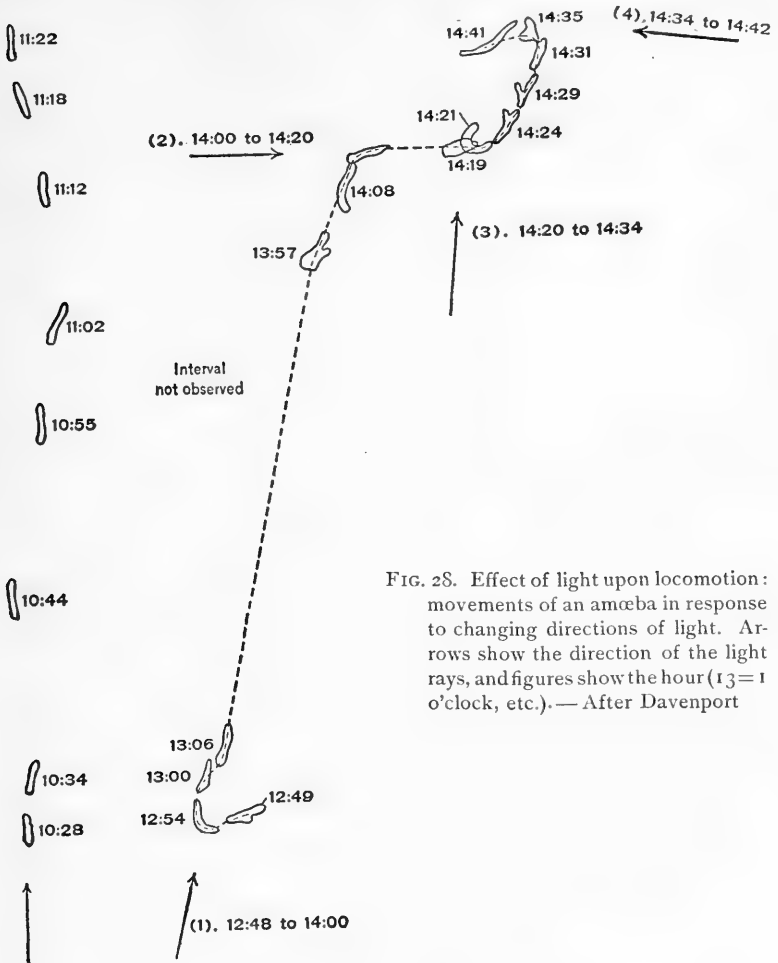 14:35
(4). 14:34 to 14:42
14:41
11:22
14:31
11:18
14:29
14:21
(2). 14:00 to 14:20
14:24
14:19
11:12
14:08
(3). 14:20 to 14:34
13:57
11:02
Interval
not observed
10:55
FIG. 28. Effect of light upon locomotion:
movements of an amœba in response
to changing directions of light. Ar-
rows show the direction of the light
rays, and figures show the hour (13=1
o'clock, etc.).— After Davenport
10:44
13:06
13:00
10:34
12:49
12:54
10:28
(1). 12:48 to 14:00